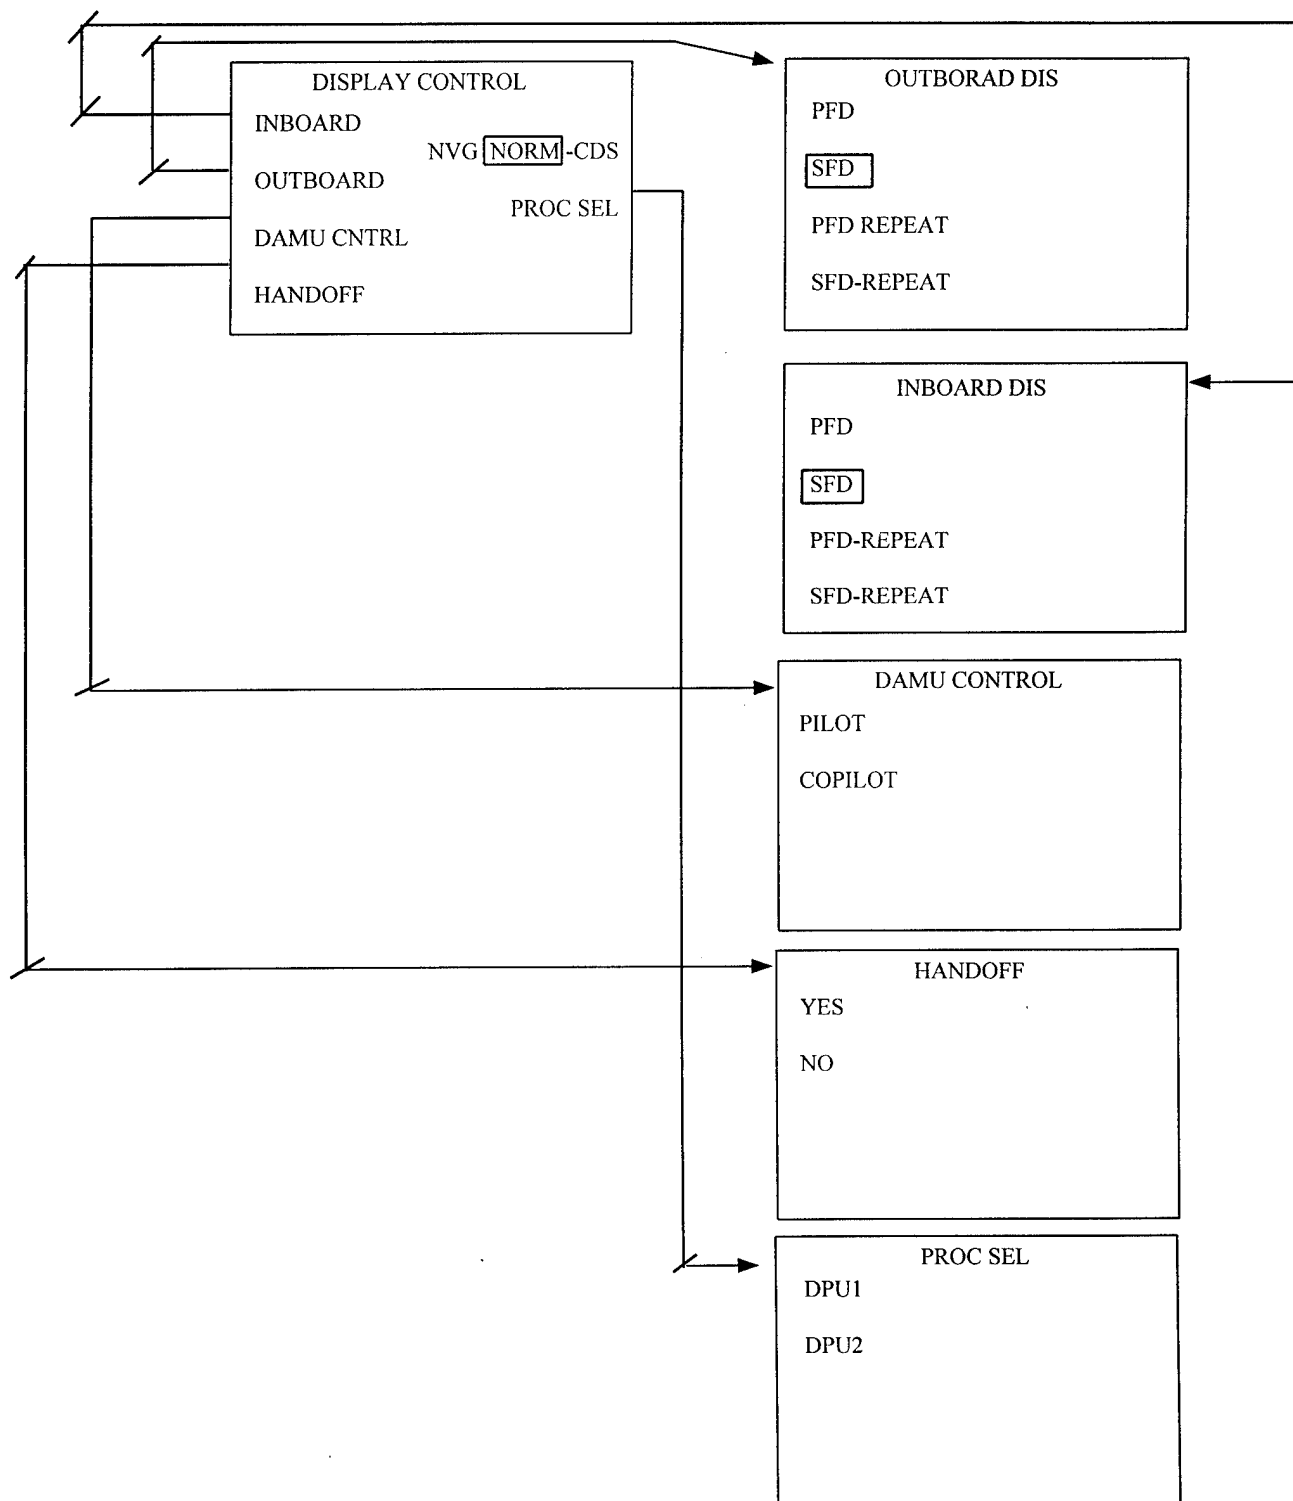 DISPLAY CONTROL
INBOARD
NVG NORM -CDS
OUTBOARD
PROC SEL
DAMU CNTRL
HANDOFF
OUTBORAD DIS
PFD
SFD
PFD REPEAT
SFD-REPEAT
INBOARD DIS
PFD
SFD
PFD-REPEAT
SFD-REPEAT
DAMU CONTROL
PILOT
COPILOT
HANDOFF
YES
NO
PROC SEL
DPU1
DPU2